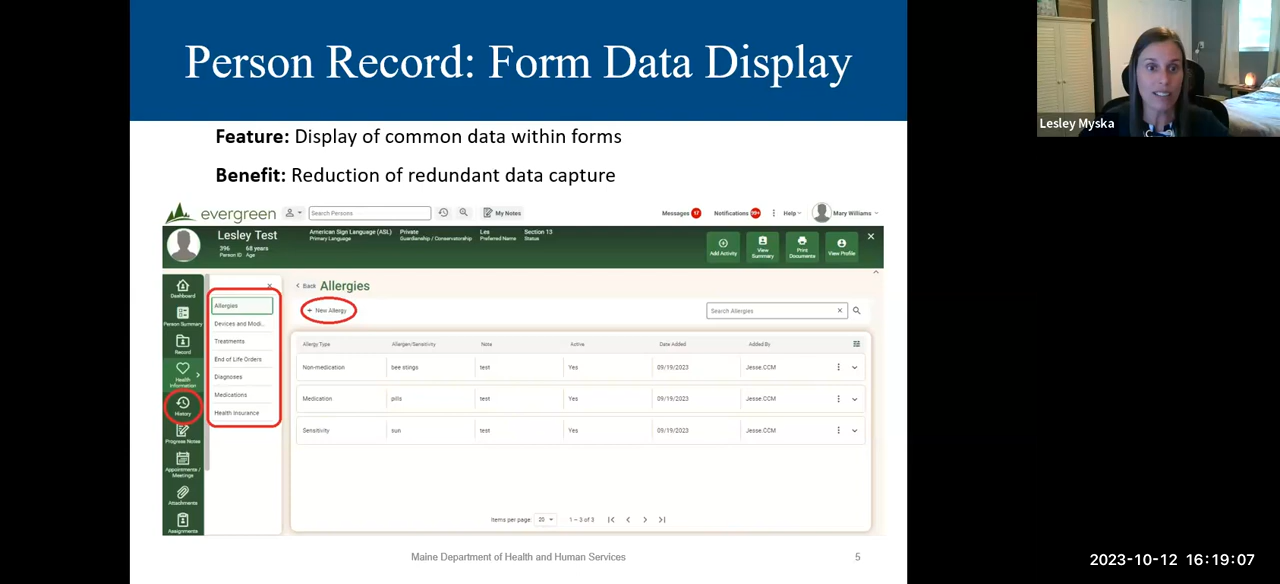 Person Record: Form Data Display
Lesley Myska
Feature: Display of common data within forms
Benefit: Reduction of redundant data capture
evergreen
Search Persons
My Notes
Messages 17
Notifications 99+
Help
Mary Williams
Lesley Test
396 68 years
Person ID Age
American Sign Language (ASL) Private Les Section 13
Primary Language Guardianship / Conservatorship Preferred Name Status
Add Activity
View Summary
Print Documents
View Profile
Dashboard
Person Summary
Record
Health Information
History
Progress Notes
Appointments / Meetings
Attachments
Assignments
Allergies
Devices and Modi...
Treatments
End of Life Orders
Diagnoses
Medications
Health Insurance
Back Allergies
+ New Allergy
Search Allergies
Allergy Type Allergen/Sensitivity Note Active Date Added Added By
Non-medication bee stings test Yes 09/19/2023 Jesse.CCM
Medication pills test Yes 09/19/2023 Jesse.CCM
Sensitivity sun test Yes 09/19/2023 Jesse.CCM
Items per page: 20 1 – 3 of 3
Maine Department of Health and Human Services 5
2023-10-12 16:19:07